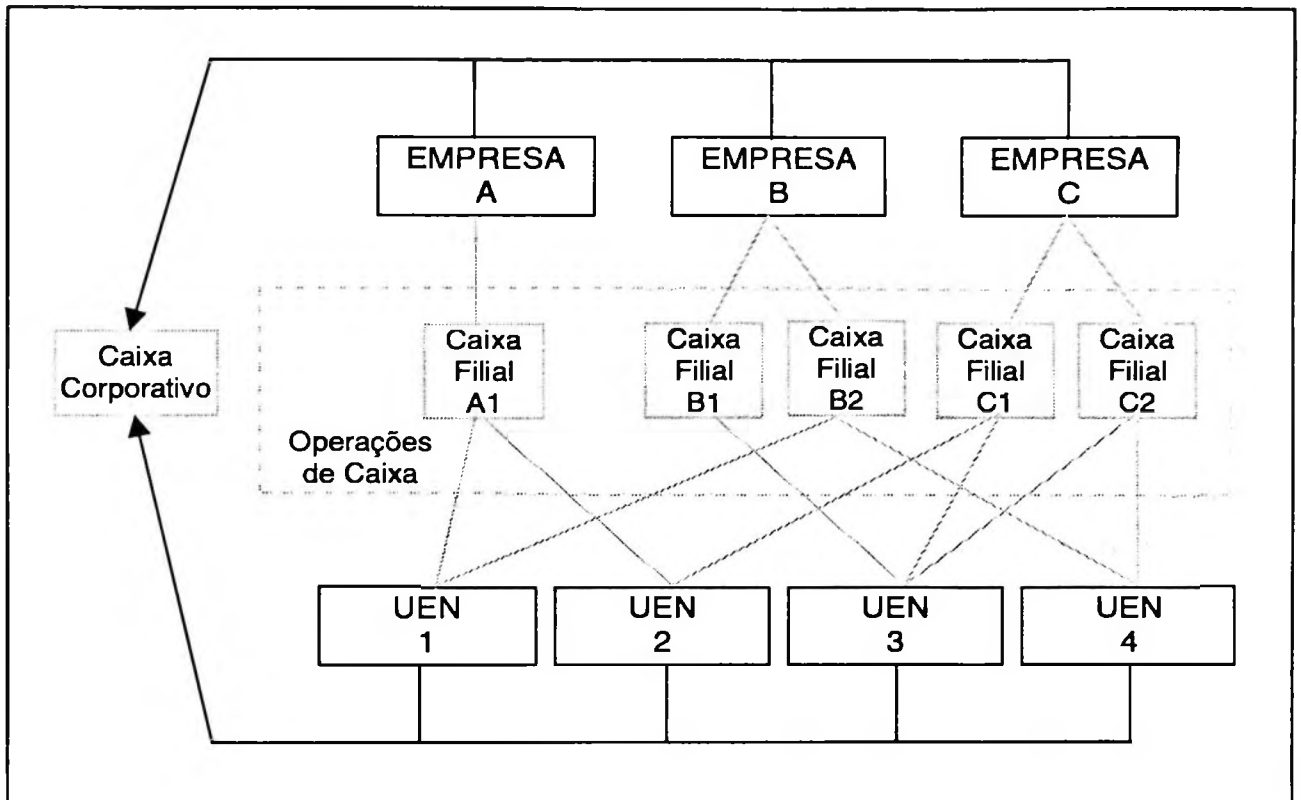 EMPRESA
A
EMPRESA
B
EMPRESA
C
Caixa
Corporativo
Caixa
Filial
A1
Caixa
Filial
B1
Caixa
Filial
B2
Caixa
Filial
C1
Caixa
Filial
C2
Operações
de Caixa
UEN
1
UEN
2
UEN
3
UEN
4